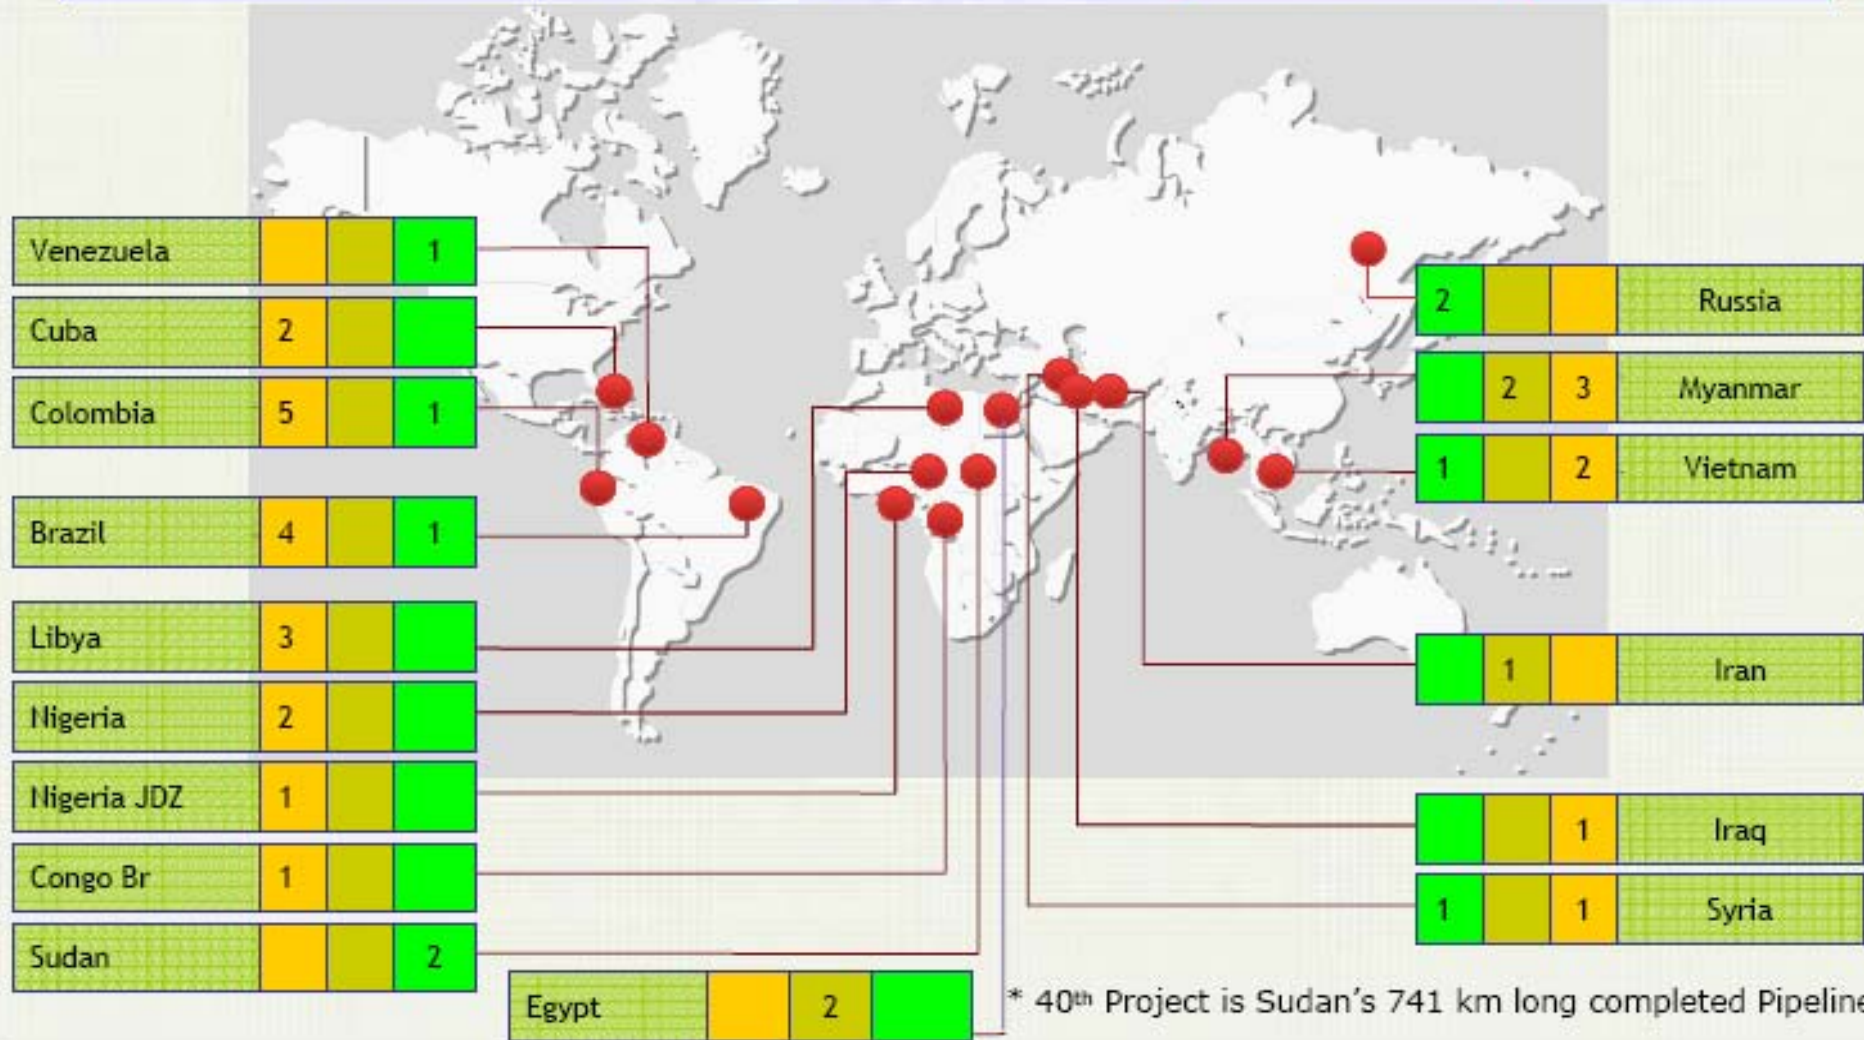 Venezuela 1
Cuba 2
Colombia 5 1
Brazil 4 1
Libya 3
Nigeria 2
Nigeria JDZ 1
Congo Br 1
Sudan 2
Egypt 2
2 Russia
2 3 Myanmar
1 2 Vietnam
1 Iran
1 Iraq
1 1 Syria
* 40th Project is Sudan's 741 km long completed Pipeline